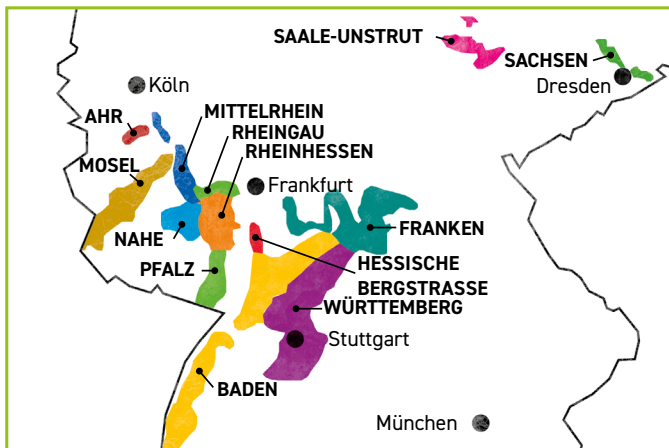 SAALE-UNSTRUT
SACHSEN
Dresden
Köln
MITTELRHEIN
AHR
RHEINGAU
RHEINHESSEN
MOSEL
Frankfurt
FRANKEN
NAHE
HESSISCHE
BERGSTRASSE
PFALZ
WÜRTTEMBERG
Stuttgart
BADEN
München